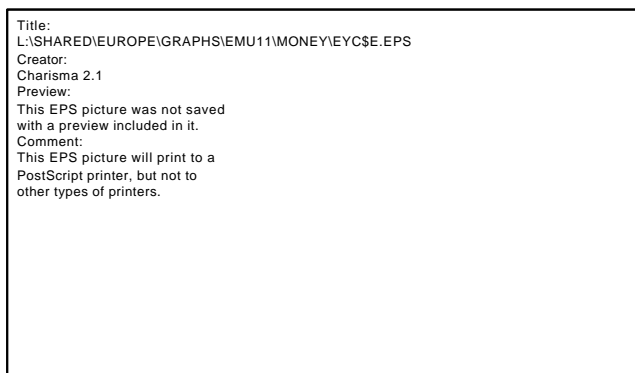 Title:
L:\SHARED\EUROPE\GRAPHS\EMU11\MONEY\EYC$E.EPS
Creator:
Charisma 2.1
Preview:
This EPS picture was not saved
with a preview included in it.
Comment:
This EPS picture will print to a
PostScript printer, but not to
other types of printers.